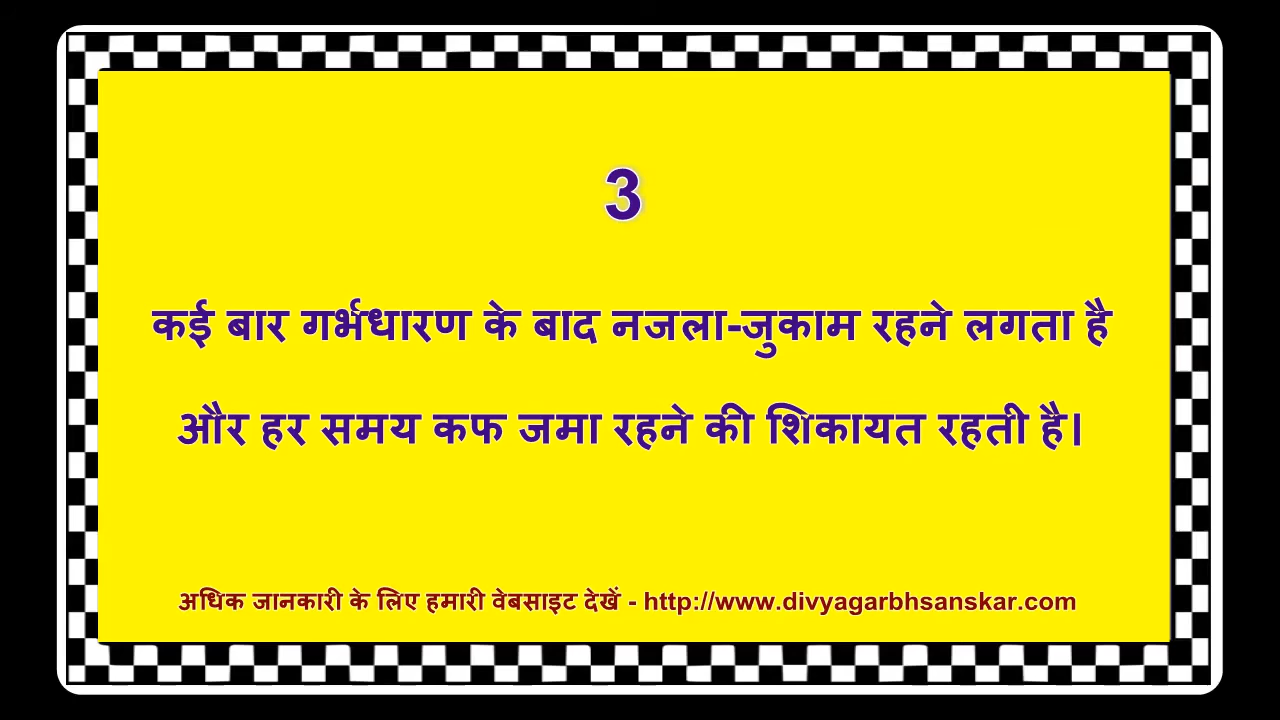 3
कई बार गर्भधारण के बाद नजला-जुकाम रहने लगता है
और हर समय कफ जमा रहने की शिकायत रहती है।
अधिक जानकारी के लिए हमारी वेबसाइट देखें - http://www.divyagarbhsanskar.com